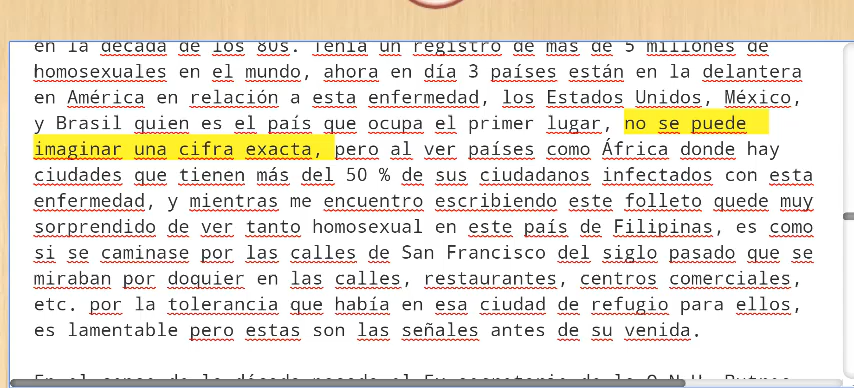 en la década de los 80s. Tenía un registro de más de 5 millones de
homosexuales en el mundo, ahora en día 3 países están en la delantera
en América en relación a esta enfermedad, los Estados Unidos, México,
y Brasil quien es el país que ocupa el primer lugar, no se puede
imaginar una cifra exacta, pero al ver países como África donde hay
ciudades que tienen más del 50 % de sus ciudadanos infectados con esta
enfermedad, y mientras me encuentro escribiendo este folleto quede muy
sorprendido de ver tanto homosexual en este país de Filipinas, es como
si se caminase por las calles de San Francisco del siglo pasado que se
miraban por doquier en las calles, restaurantes, centros comerciales,
etc. por la tolerancia que había en esa ciudad de refugio para ellos,
es lamentable pero estas son las señales antes de su venida.